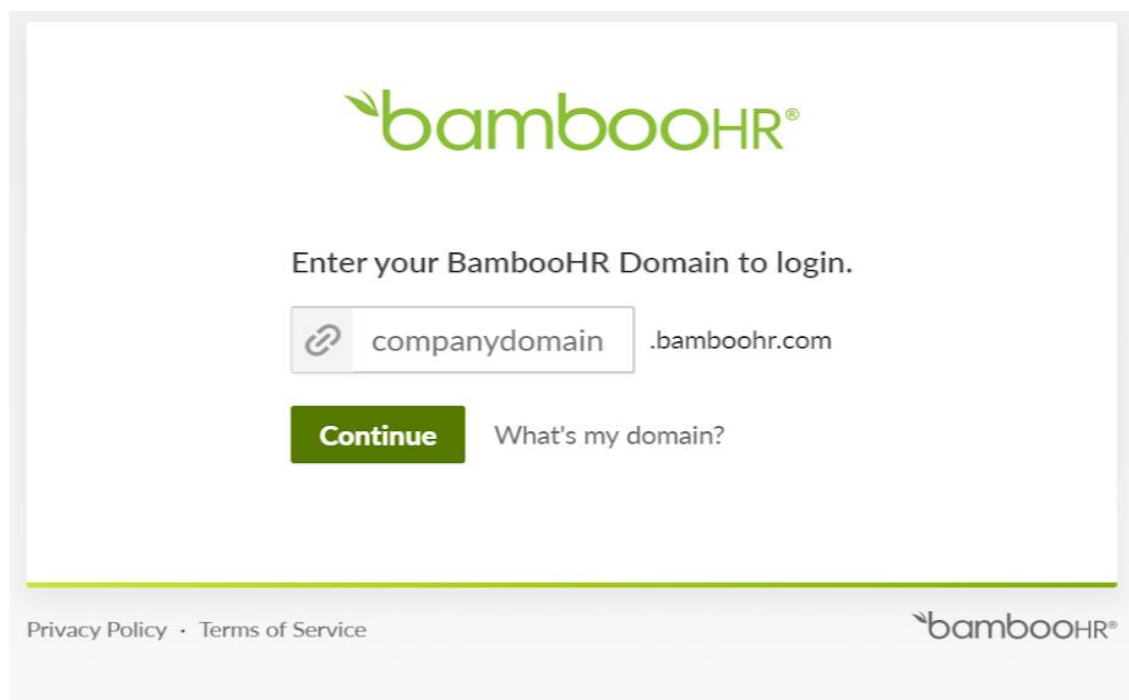 bambooHR®
Enter your BambooHR Domain to login.
companydomain .bamboohr.com
Continue What's my domain?
Privacy Policy · Terms of Service bambooHR®